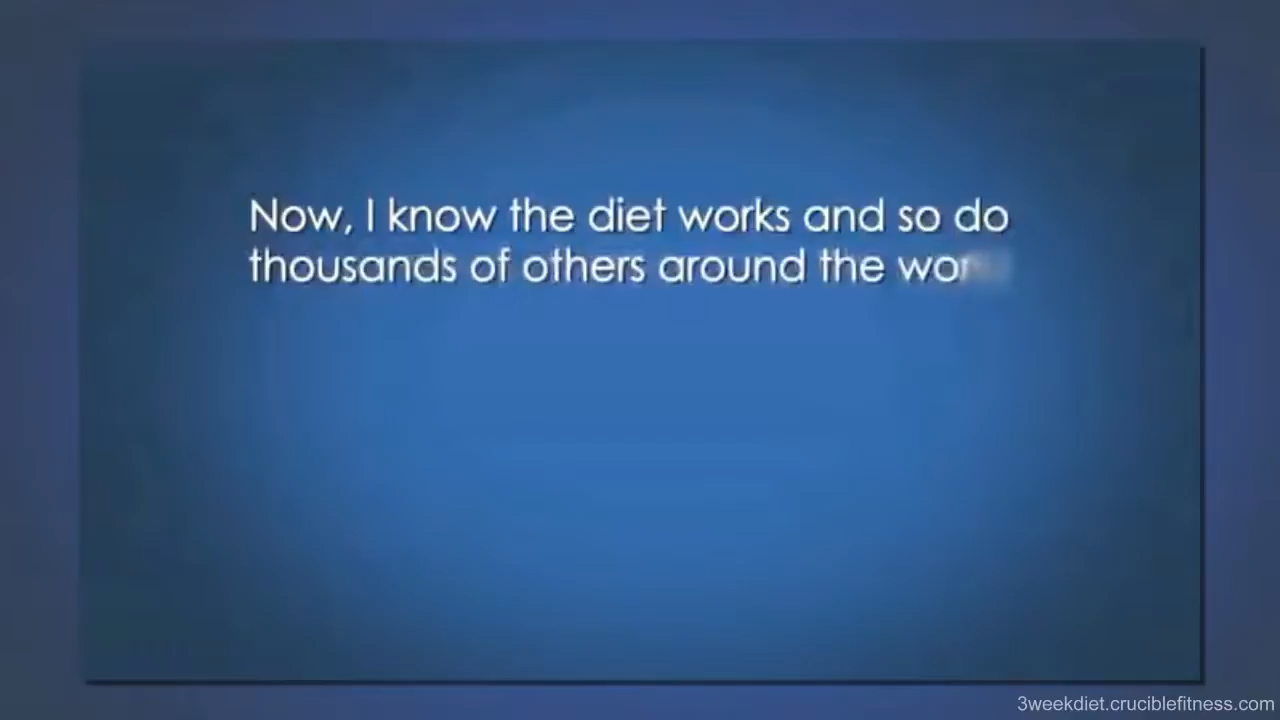 Now, I know the diet works and so do
thousands of others around the
3weekdiet.cruciblefitness.com